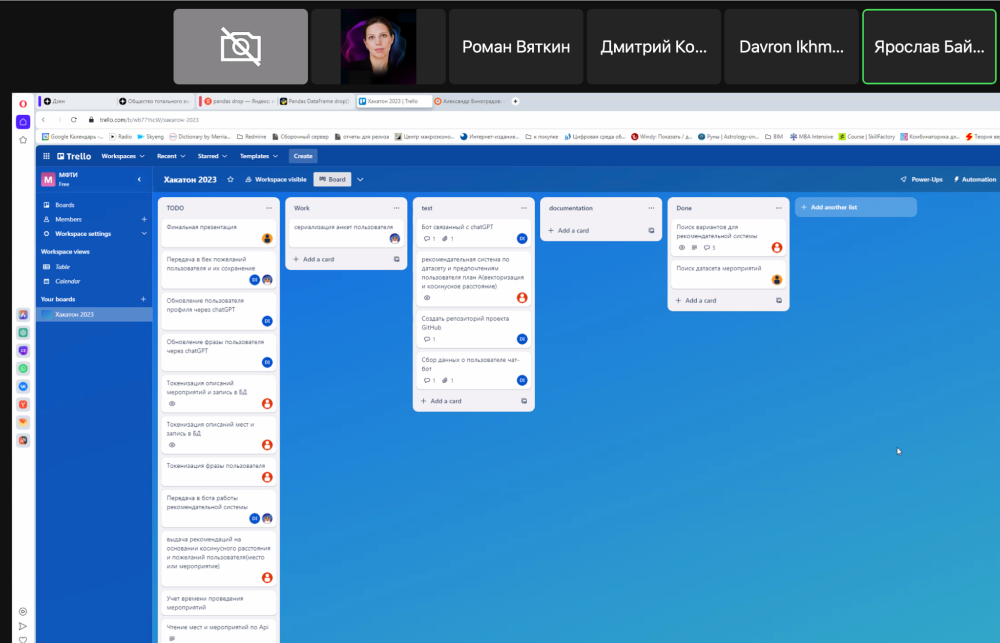 Роман Вяткин
Дмитрий Ко...
Davron Ikhm...
Ярослав Бай...
Дзен
Общество тотального
pandas drop — Яндекс:
Pandas DataFrame drop()
Хакатон 2023 | Trello
Александр Виноградов:
trello.com/b/wb77YscW/хакатон-2023
Google Календарь -...
Radio
Skyeng
Dictionary by Merria...
Redmine
Сборочный сервер
отчеты для релиза
Центр макроэконо...
Интернет-издание...
к покупке
Цифровая среда об...
Windy: Показать / д...
Руны | Astrology-on...
BIM
MBA Intensive
Course | SkillFactory
Комбинаторика дл...
Теория ве
Trello
Workspaces
Recent
Starred
Templates
Create
М
МФТИ
Free
Хакатон 2023
Workspace visible
Board
Power-Ups
Automation
Boards
Members
Workspace settings
Workspace views
Table
Calendar
Your boards
Хакатон 2023
TODO
Финальная презентация
Передача в бек пожеланий
пользователя и их сохранение
DI
Обновление пользователя
профиля через chatGPT
DI
Обновление фразы пользователя
через chatGPT
DI
Токенизация описаний
мероприятий и запись в БД
Токенизация описаний мест и
запись в БД
Токенизация фразы пользователя
Передача в бота работы
рекомендательной системы
DI
выдача рекомендаций на
основании косинусного расстояния
и пожеланий пользователя(место
или мероприятие)
Учет времени проведения
мероприятий
Чтение мест и мероприятий по Api
Work
сериализация анкет пользователя
+ Add a card
test
Бот связанный с chatGPT
1 1
DI
рекомендательная система по
датасету и предпочтениям
пользователя план А(векторизация
и косинусное расстояние)
Создать репозиторий проекта
GitHub
1
DI
Сбор данных о пользователе чат-
бот
1 1
DI
+ Add a card
documentation
+ Add a card
Done
Поиск вариантов для
рекомендательной системы
5
Поиск датасета мероприятий
+ Add a card
+ Add another list